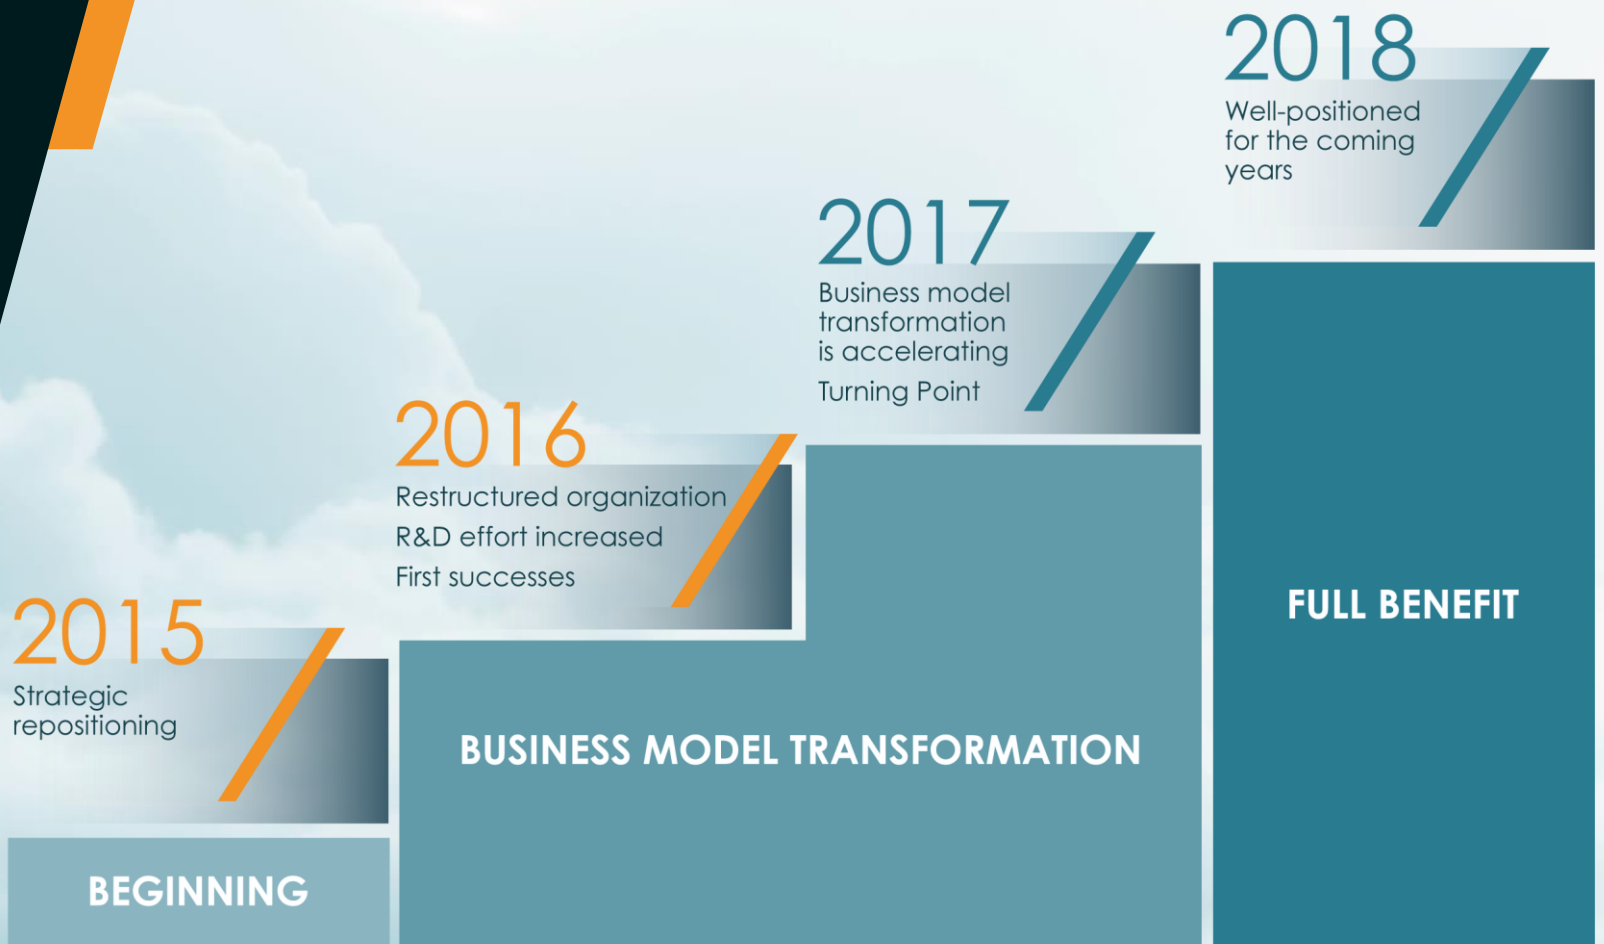 2015
Strategic
repositioning
BEGINNING
2016
Restructured organization
R&D effort increased
First successes
2017
Business model
transformation
is accelerating
Turning Point
BUSINESS MODEL TRANSFORMATION
2018
Well-positioned
for the coming
years
FULL BENEFIT